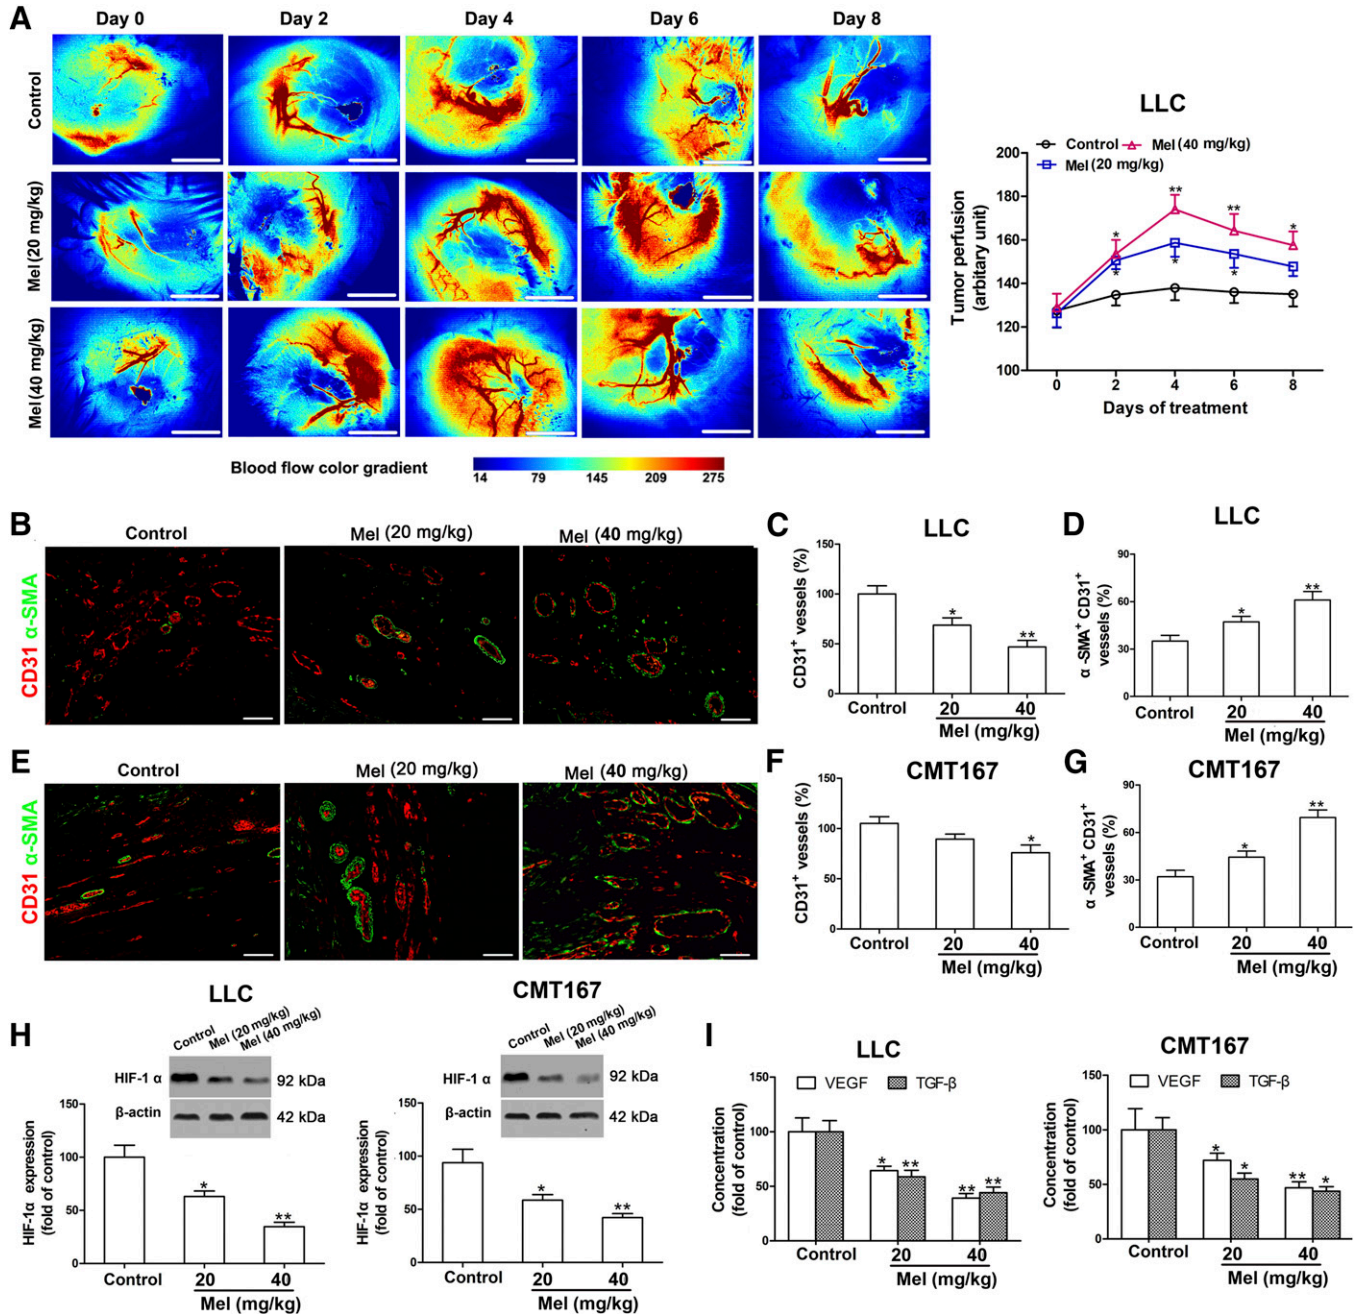 A
Day 0
Day 2
Day 4
Day 6
Day 8
Control
Mel (20 mg/kg)
Mel (40 mg/kg)
Blood flow color gradient
14
79
145
209
275
LLC
Control
Mel (40 mg/kg)
Mel (20 mg/kg)
Tumor perfusion
(arbitary unit)
200
180
160
140
120
100
*
*
**
*
**
*
*
0
2
4
6
8
Days of treatment
B
Control
Mel (20 mg/kg)
Mel (40 mg/kg)
CD31 α-SMA
C
LLC
CD31⁺ vessels (%)
150
100
50
0
*
**
Control
20
40
Mel (mg/kg)
D
LLC
α -SMA⁺ CD31⁺
vessels (%)
90
60
30
0
*
**
Control
20
40
Mel (mg/kg)
E
Control
Mel (20 mg/kg)
Mel (40 mg/kg)
CD31 α-SMA
F
CMT167
CD31⁺ vessels (%)
150
100
50
0
*
Control
20
40
Mel (mg/kg)
G
CMT167
α -SMA⁺ CD31⁺
vessels (%)
90
60
30
0
*
**
Control
20
40
Mel (mg/kg)
H
LLC
Control
Mel (20 mg/kg)
Mel (40 mg/kg)
HIF-1 α
92 kDa
β-actin
42 kDa
HIF-1α expression
(fold of control)
150
100
50
0
*
**
Control
20
40
Mel (mg/kg)
CMT167
Control
Mel (20 mg/kg)
Mel (40 mg/kg)
HIF-1 α
92 kDa
β-actin
42 kDa
HIF-1α expression
(fold of control)
150
100
50
0
*
**
Control
20
40
Mel (mg/kg)
I
LLC
VEGF
TGF-β
Concentration
(fold of control)
150
100
50
0
*
**
**
**
Control
20
40
Mel (mg/kg)
CMT167
VEGF
TGF-β
Concentration
(fold of control)
150
100
50
0
*
*
**
*
Control
20
40
Mel (mg/kg)